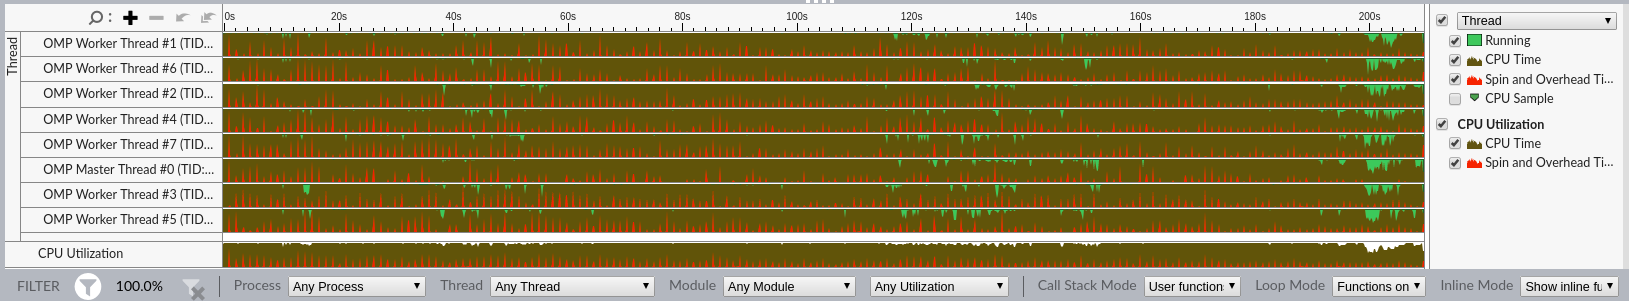 0s 20s 40s 60s 80s 100s 120s 140s 160s 180s 200s
Thread
OMP Worker Thread #1 (TID...
OMP Worker Thread #6 (TID...
OMP Worker Thread #2 (TID...
OMP Worker Thread #4 (TID...
OMP Worker Thread #7 (TID...
OMP Master Thread #0 (TID:...
OMP Worker Thread #3 (TID...
OMP Worker Thread #5 (TID...
CPU Utilization
Thread
Running
CPU Time
Spin and Overhead Ti...
CPU Sample
CPU Utilization
CPU Time
Spin and Overhead Ti...
FILTER 100.0% Process Any Process Thread Any Thread Module Any Module Any Utilization Call Stack Mode User function Loop Mode Functions on Inline Mode Show inline fu